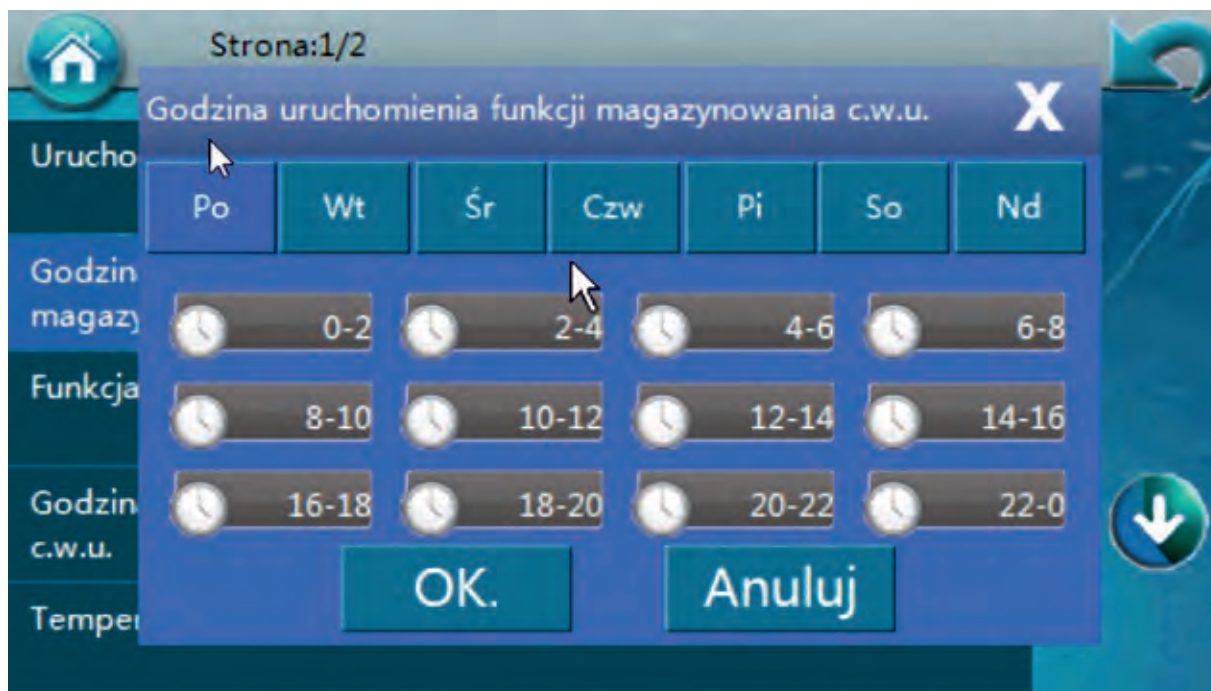 Strona:1/2
Godzina uruchomienia funkcji magazynowania c.w.u.
X
Urucho
Po Wt Śr Czw Pi So Nd
Godzin
magazy
0-2 2-4 4-6 6-8
Funkcja
8-10 10-12 12-14 14-16
Godzin
c.w.u.
16-18 18-20 20-22 22-0
OK. Anuluj
Temper